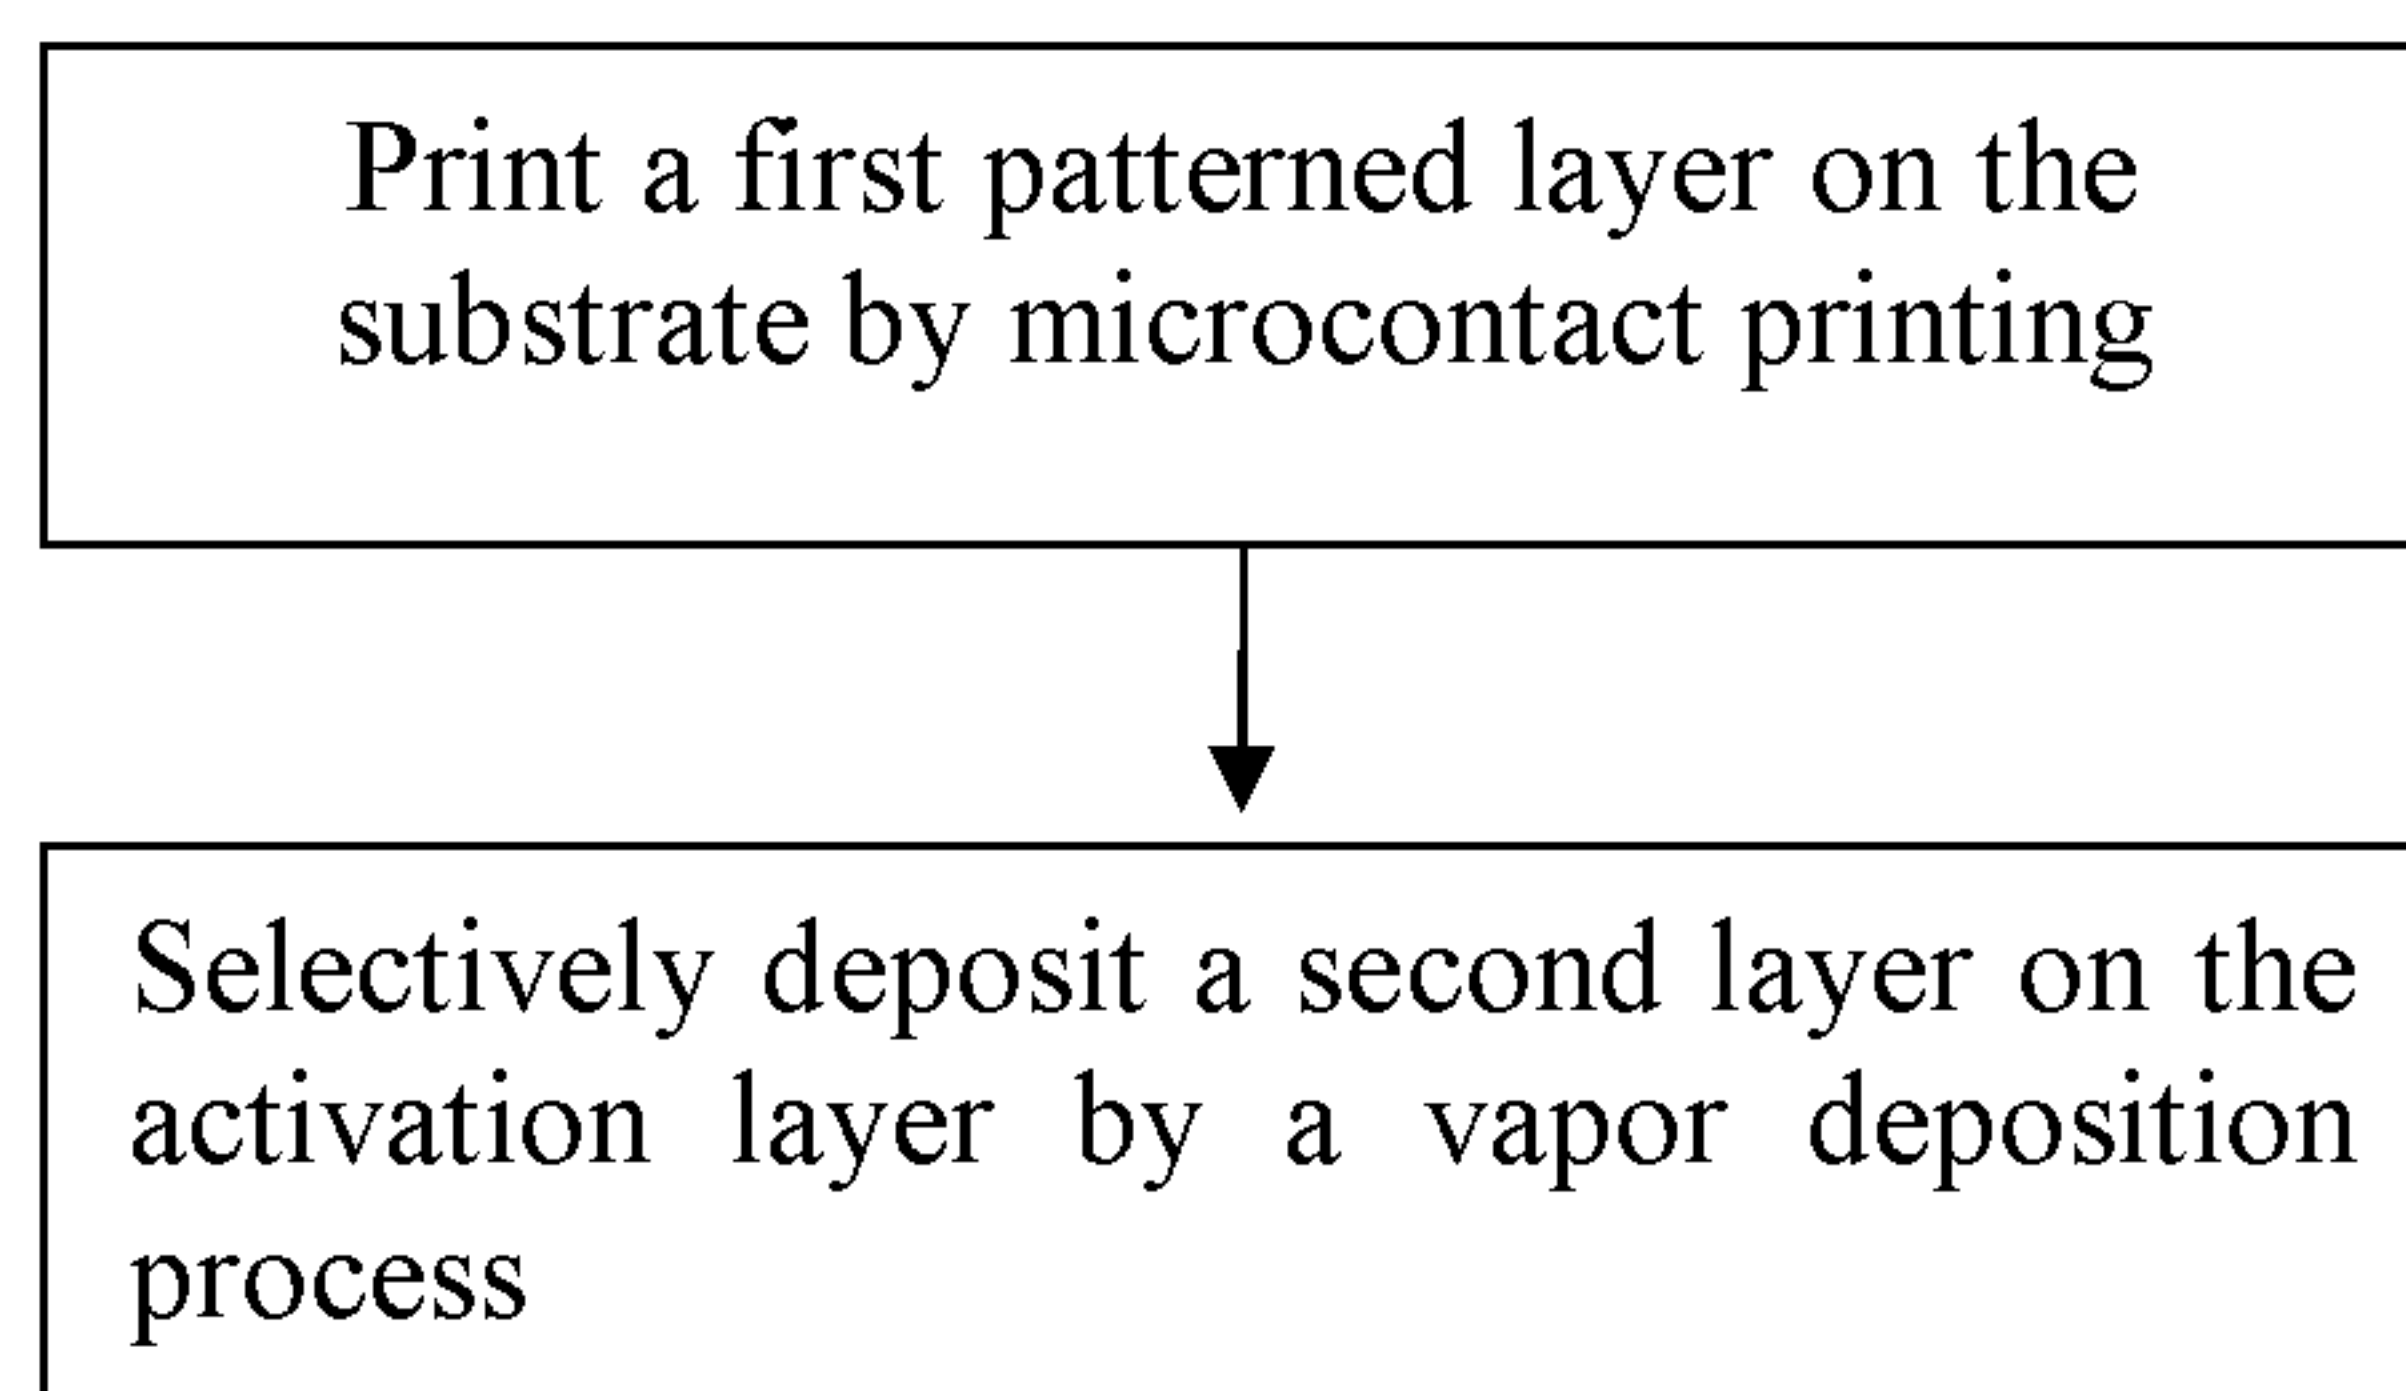 Print a first patterned layer on the
substrate by microcontact printing
Selectively deposit a second layer on the
activation layer by a vapor deposition
process